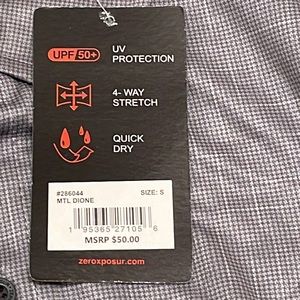 UPF 50+
UV
PROTECTION
4- WAY
STRETCH
QUICK
DRY
#286044 SIZE: S
MTL DIONE
1 95365 27105 6
MSRP $50.00
zeroxposur.com